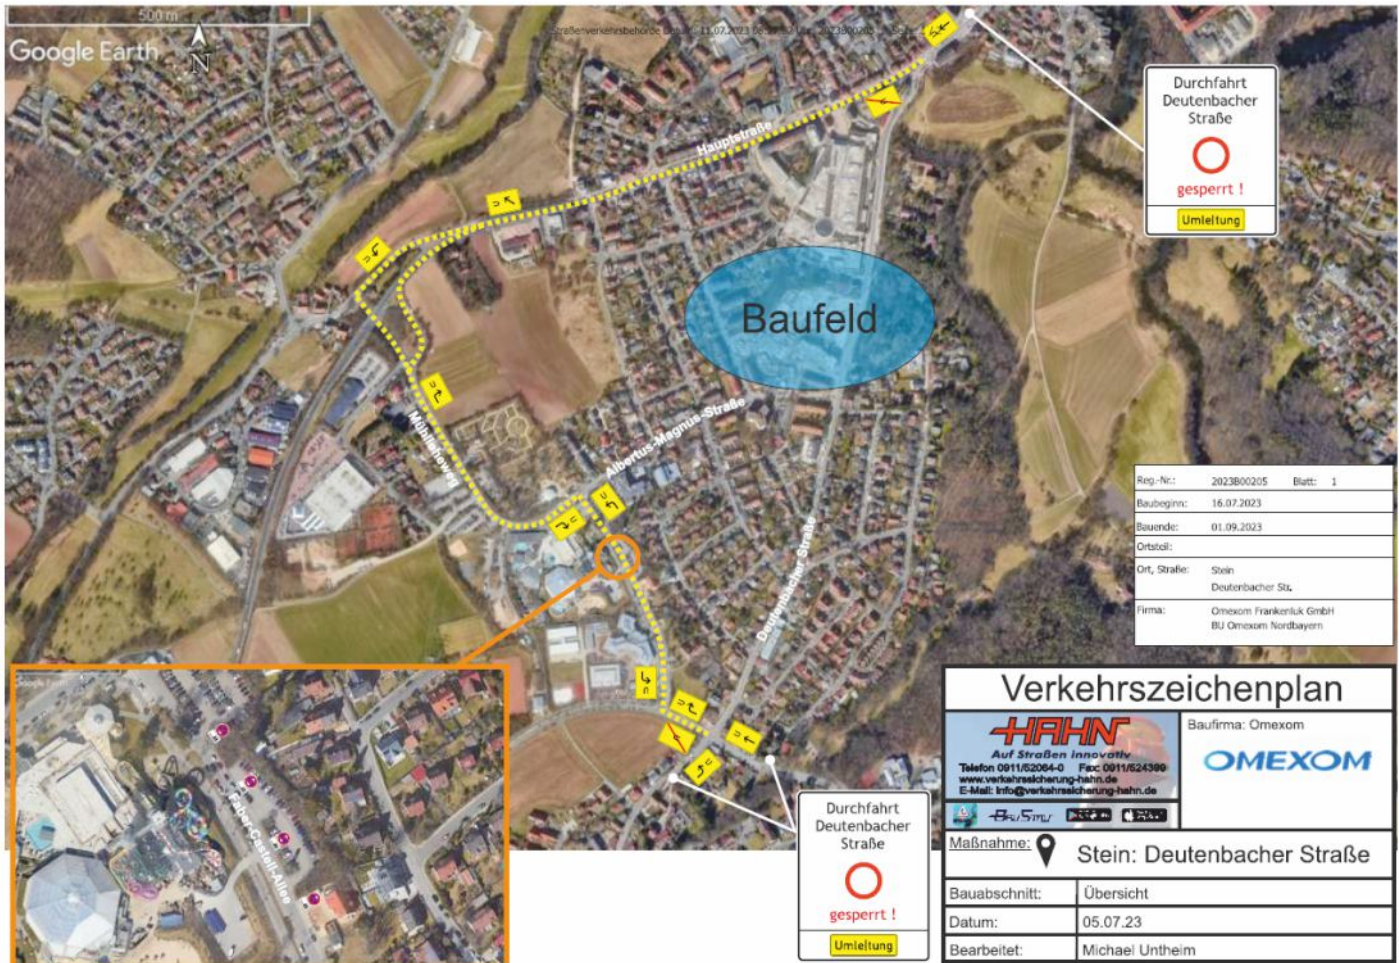 500 m
Google Earth
N
Hauptstraße
Durchfahrt
Deutenbacher
Straße
gesperrt !
Umleitung
Baufeld
Mühlleheweg
Albertus-Magnus-Straße
Deutenbacher Straße
Faber-Castell-Allee
Durchfahrt
Deutenbacher
Straße
gesperrt !
Umleitung
Reg.-Nr.: 2023B00205 Blatt: 1
Baubeginn: 16.07.2023
Bauende: 01.09.2023
Ortsteil:
Ort, Straße: Stein
Deutenbacher Str.
Firma: Omexom Frankenluk GmbH
BU Omexom Nordbayern
Verkehrszeichenplan
HAHN
Auf Straßen innovativ
Telefon 0911/52064-0 Fax: 0911/524399
www.verkehrssicherung-hahn.de
E-Mail: info@verkehrssicherung-hahn.de
Baufirma: Omexom
OMEXOM
Maßnahme: Stein: Deutenbacher Straße
Bauabschnitt: Übersicht
Datum: 05.07.23
Bearbeitet: Michael Untheim